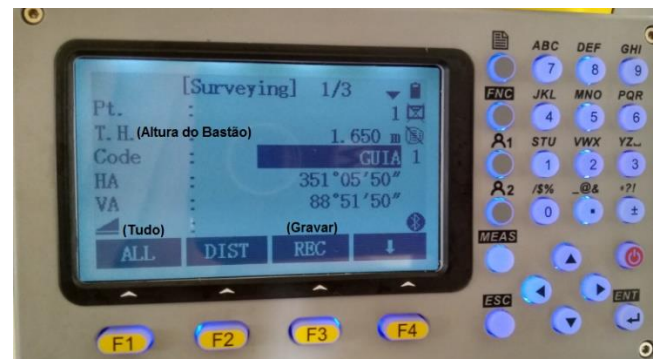 [Surveying] 1/3
Pt. : 1
T. H. (Altura do Bastão) 1. 650 m
Code : GUIA 1
HA : 351°05′50″
VA : 88°51′50″
(Tudo) : (Gravar)
ALL DIST REC ↓
F1 F2 F3 F4
ABC DEF GHI
7 8 9
FNC JKL MNO PQR
4 5 6
1 STU VWX YZ
1 2 3
2 /$% _@& *?!
0 . ±
MEAS
ESC ENT